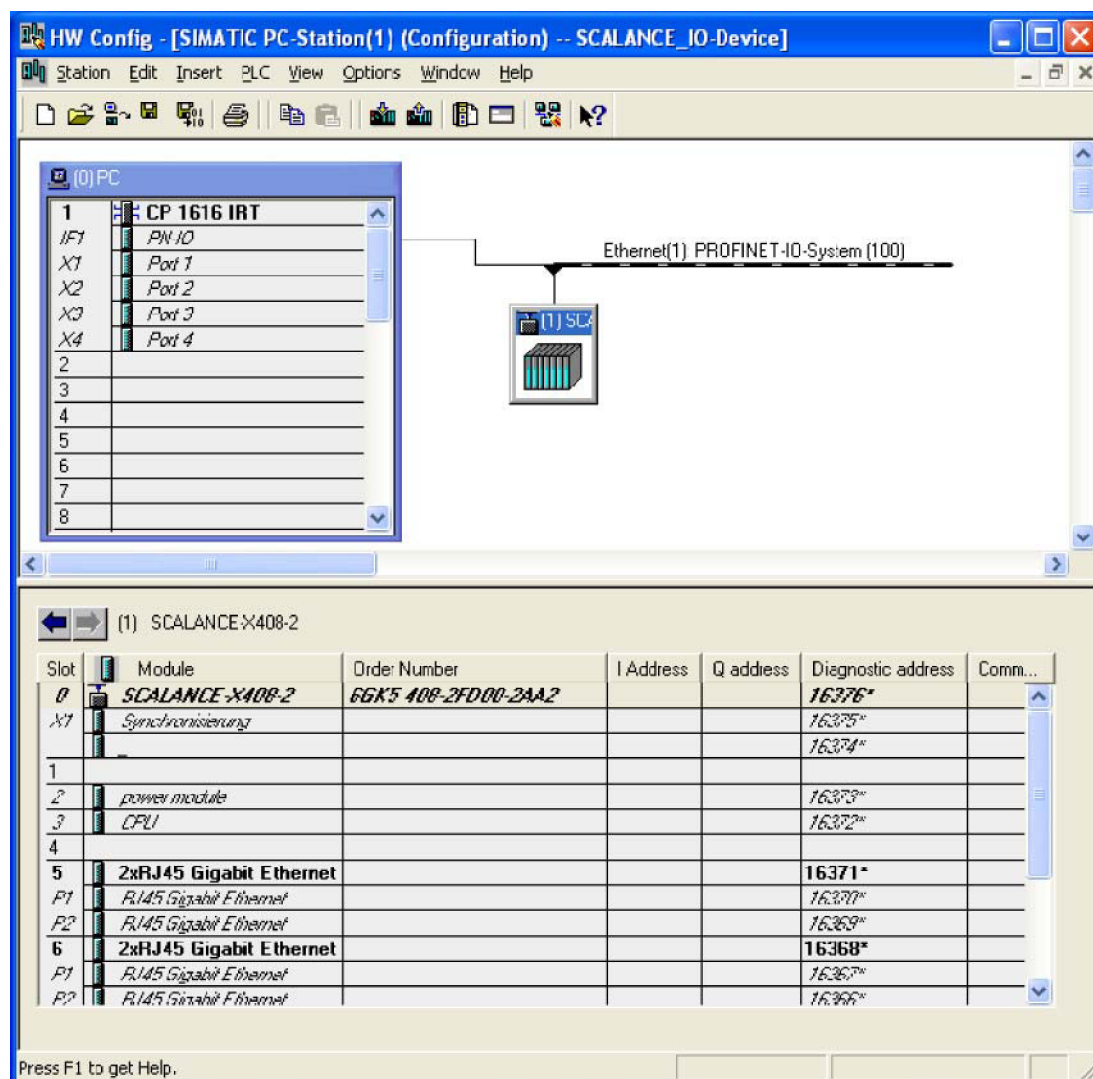 HW Config - [SIMATIC PC-Station(1) (Configuration) -- SCALANCE_IO-Device]
Station Edit Insert PLC View Options Window Help
(0) PC
1 CP 1616 IRT
IF1 PN-IO
X1 Port 1
X2 Port 2
X3 Port 3
X4 Port 4
2
3
4
5
6
7
8
Ethernet(1) PROFINET-IO-System (100)
(1) SCA
(1) SCALANCE-X408-2
Slot Module Order Number I Address Q address Diagnostic address Comm...
0 SCALANCE-X408-2 6GK5 408-2FD00-2AA2 16376*
X1 Synchronisierung 16375*
16374*
1
2 power module 16373*
3 CPU 16372*
4
5 2xRJ45 Gigabit Ethernet 16371*
P1 RJ45 Gigabit Ethernet 16370*
P2 RJ45 Gigabit Ethernet 16369*
6 2xRJ45 Gigabit Ethernet 16368*
P1 RJ45 Gigabit Ethernet 16367*
P2 RJ45 Gigabit Ethernet 16366*
Press F1 to get Help.